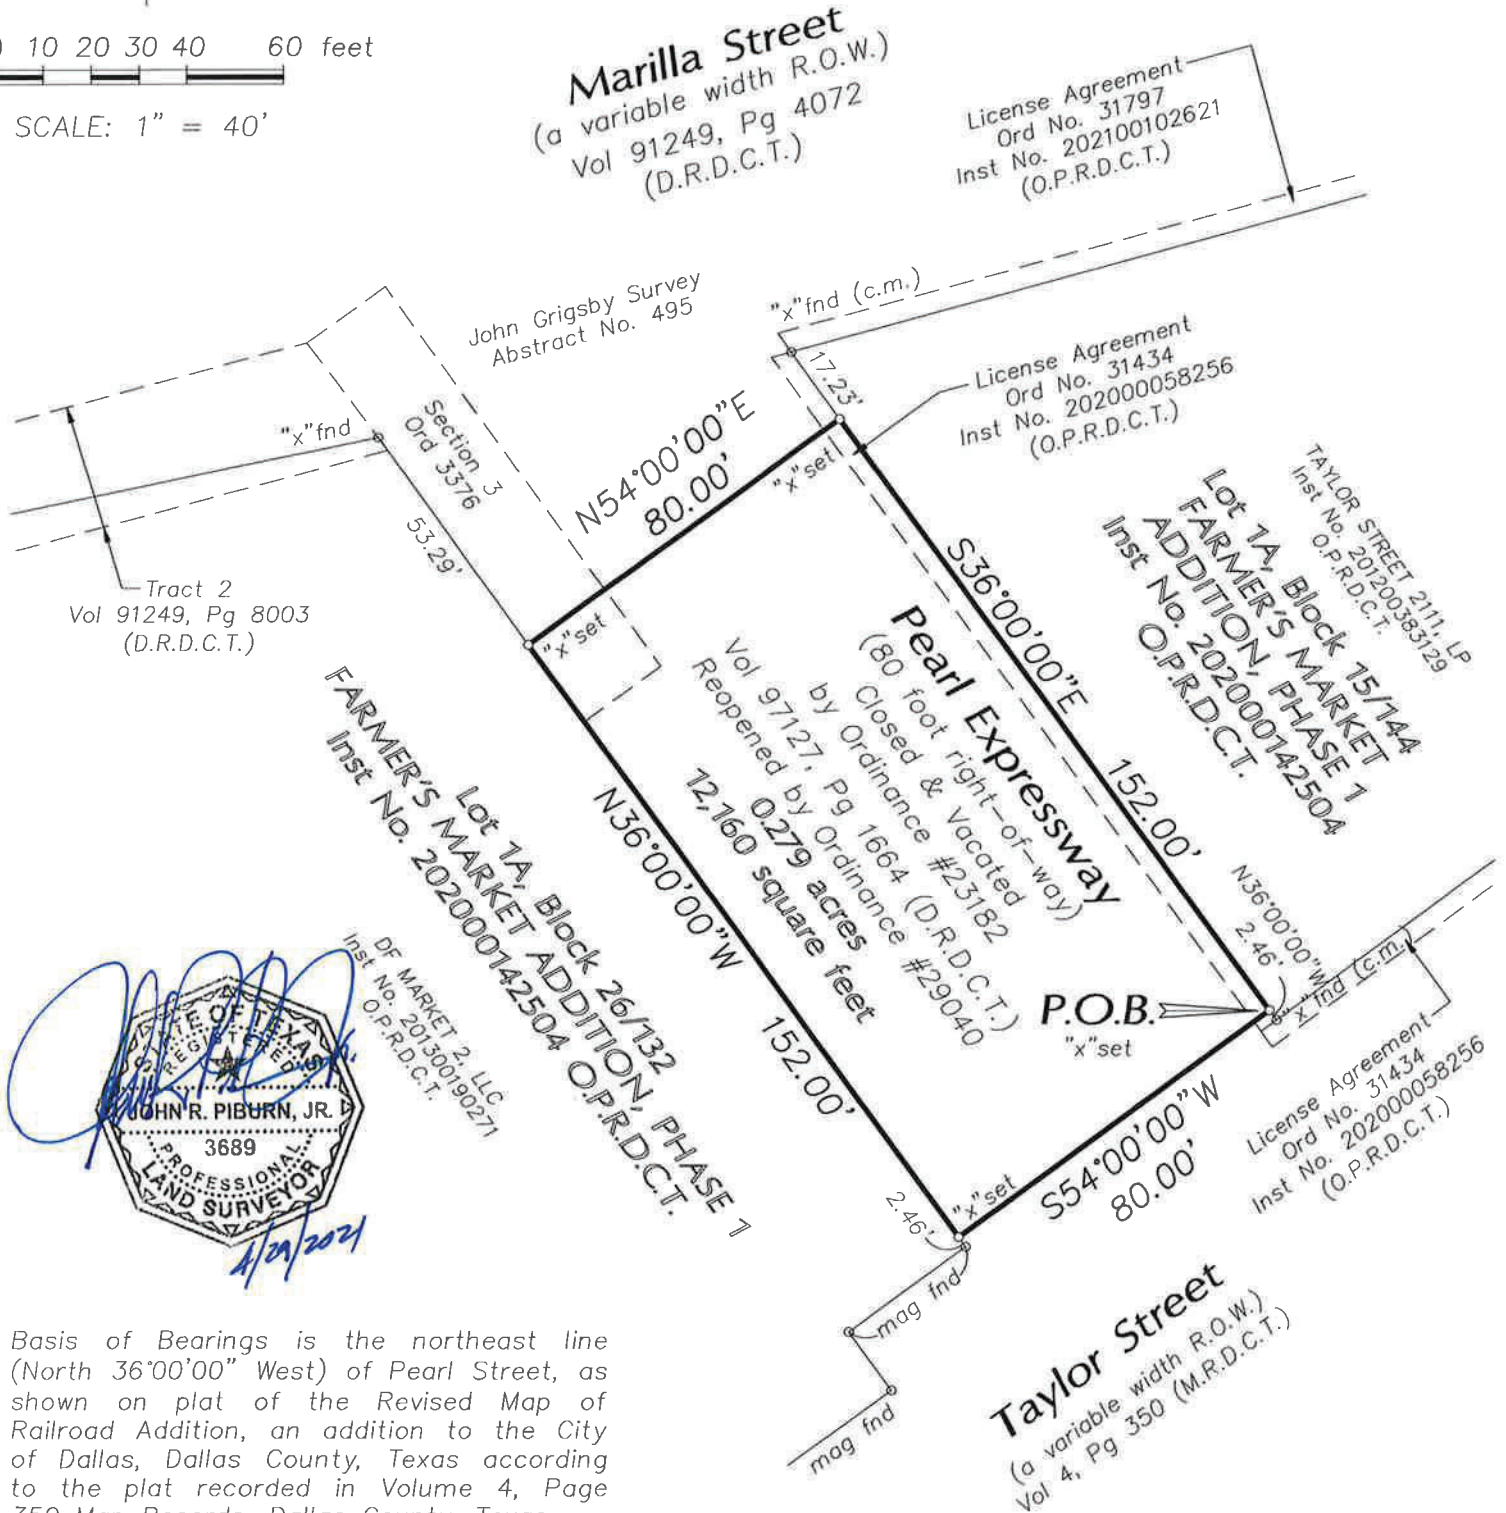 10 20 30 40 60 feet
SCALE: 1" = 40'
Marilla Street
(a variable width R.O.W.)
Vol 91249, Pg 4072
(D.R.D.C.T.)
License Agreement
Ord No. 31797
Inst No. 202100102621
(O.P.R.D.C.T.)
John Grigsby Survey
Abstract No. 495
"x"fnd (c.m.)
17.23'
License Agreement
Ord No. 31434
Inst No. 202000058256
(O.P.R.D.C.T.)
"x"fnd
Section 3
Ord 3376
53.29'
N54°00'00"E
80.00'
"x"set
Tract 2
Vol 91249, Pg 8003
(D.R.D.C.T.)
"x"set
S36°00'00"E
152.00'
TAYLOR STREET 2111, LP
Inst No. 201200383129
O.P.R.D.C.T.
Lot 1A, Block 15/144
FARMER'S MARKET
ADDITION, PHASE 1
Inst No. 202000142504
O.P.R.D.C.T.
Pearl Expressway
(80 foot right-of-way)
Closed & Vacated
by Ordinance #23182
Vol 97127, Pg 1664 (D.R.D.C.T.)
Reopened by Ordinance #29040
0.279 acres
12,160 square feet
N36°00'00"W
152.00'
Lot 1A, Block 26/132
FARMER'S MARKET ADDITION, PHASE 1
Inst No. 202000142504 O.P.R.D.C.T.
DF MARKET 2, LLC
Inst No. 201300190271
O.P.R.D.C.T.
N36°00'00"W
2.46'
"x"fnd (c.m.)
P.O.B.
"x"set
License Agreement
Ord No. 31434
Inst No. 202000058256
(O.P.R.D.C.T.)
S54°00'00"W
80.00'
"x"set
2.46'
mag fnd
mag fnd
Taylor Street
(a variable width R.O.W.)
Vol 4, Pg 350 (M.R.D.C.T.)
STATE OF TEXAS
REGISTERED
JOHN R. PIBURN, JR.
3689
PROFESSIONAL
LAND SURVEYOR
4/29/2021
Basis of Bearings is the northeast line
(North 36°00'00" West) of Pearl Street, as
shown on plat of the Revised Map of
Railroad Addition, an addition to the City
of Dallas, Dallas County, Texas according
to the plat recorded in Volume 4, Page
350 Map Records, Dallas County, Texas